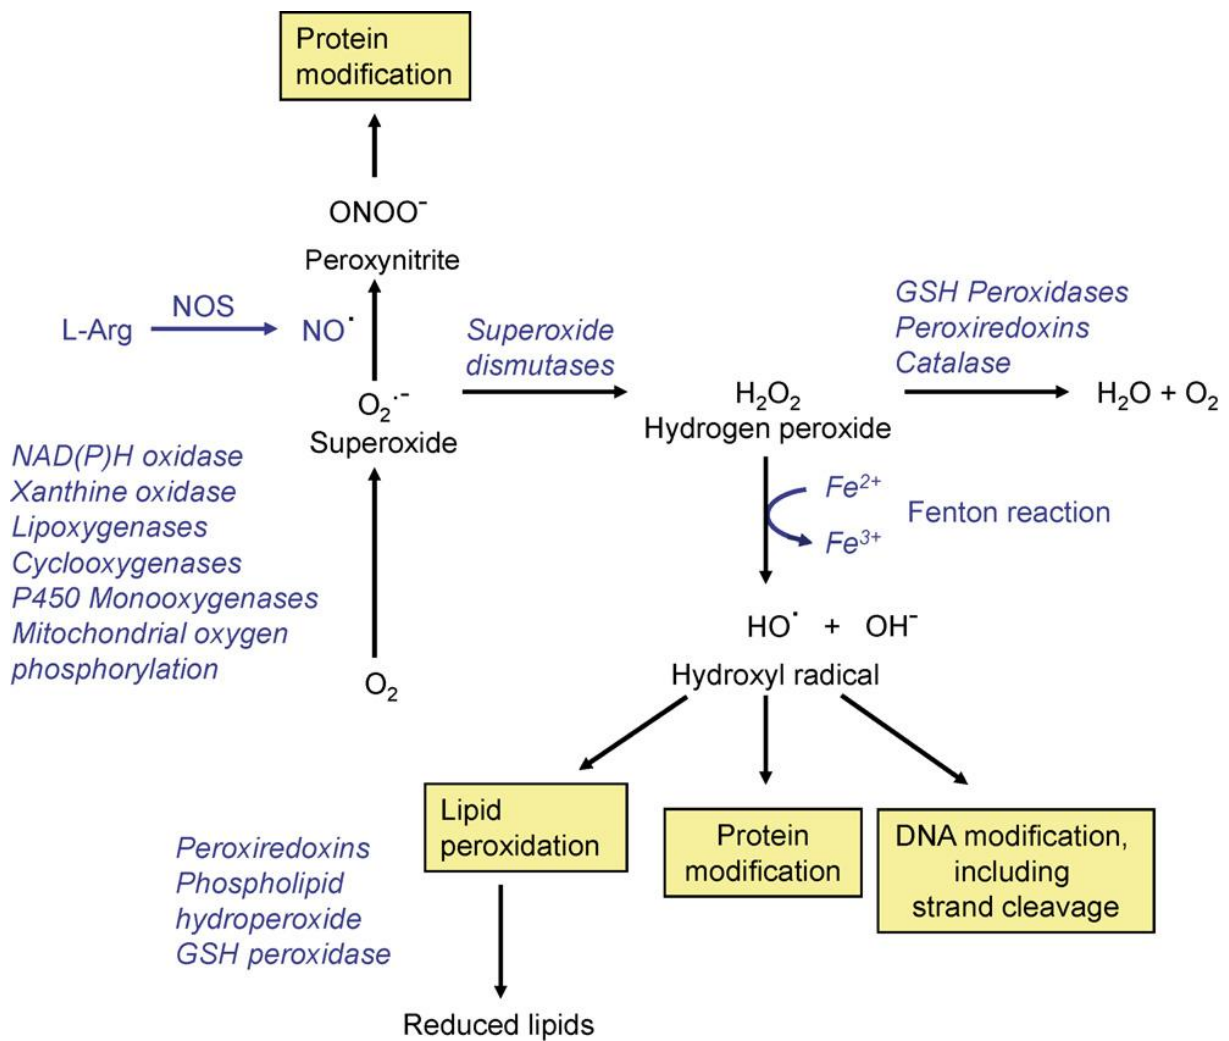 Protein
modification
ONOO⁻
Peroxynitrite
L-Arg
NOS
NO˙
Superoxide
dismutases
GSH Peroxidases
Peroxiredoxins
Catalase
O₂˙⁻
Superoxide
H₂O₂
Hydrogen peroxide
H₂O + O₂
NAD(P)H oxidase
Xanthine oxidase
Lipoxygenases
Cyclooxygenases
P450 Monooxygenases
Mitochondrial oxygen
phosphorylation
O₂
Fe²⁺
Fe³⁺
Fenton reaction
HO˙ + OH⁻
Hydroxyl radical
Lipid
peroxidation
Protein
modification
DNA modification,
including
strand cleavage
Peroxiredoxins
Phospholipid
hydroperoxide
GSH peroxidase
Reduced lipids